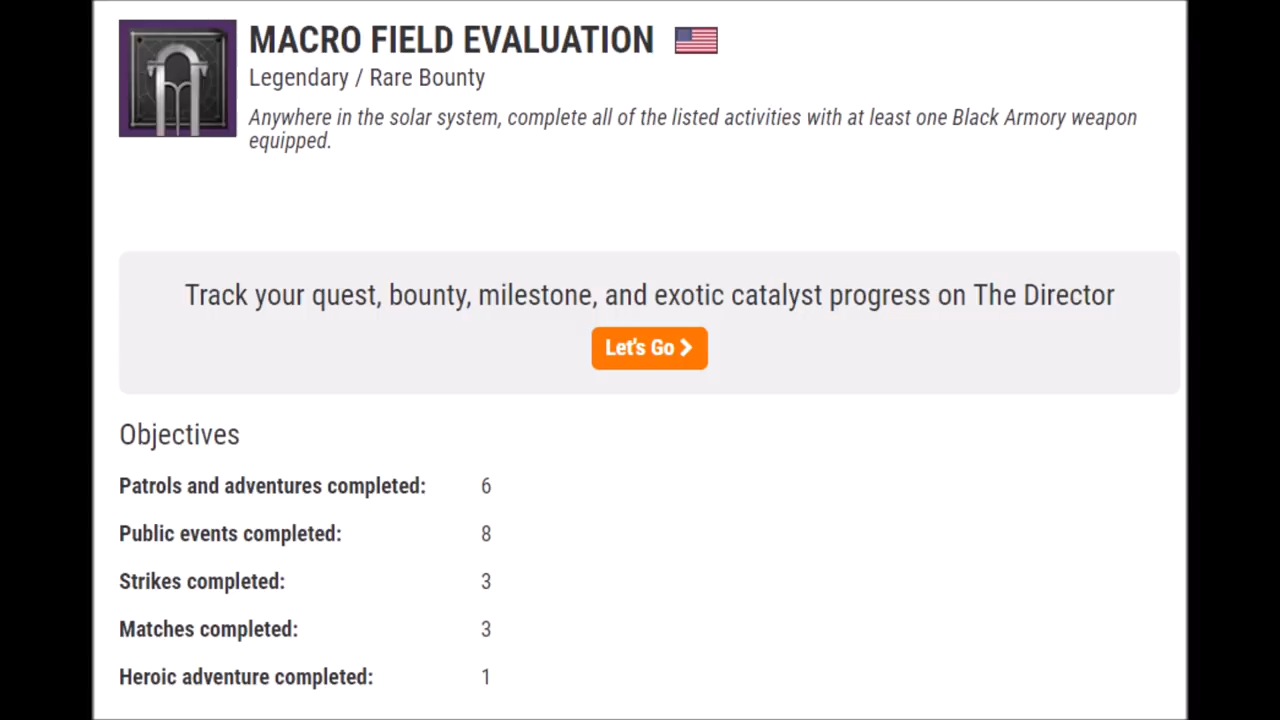 MACRO FIELD EVALUATION
Legendary / Rare Bounty
Anywhere in the solar system, complete all of the listed activities with at least one Black Armory weapon
equipped.
Track your quest, bounty, milestone, and exotic catalyst progress on The Director
Let's Go
Objectives
Patrols and adventures completed: 6
Public events completed: 8
Strikes completed: 3
Matches completed: 3
Heroic adventure completed: 1